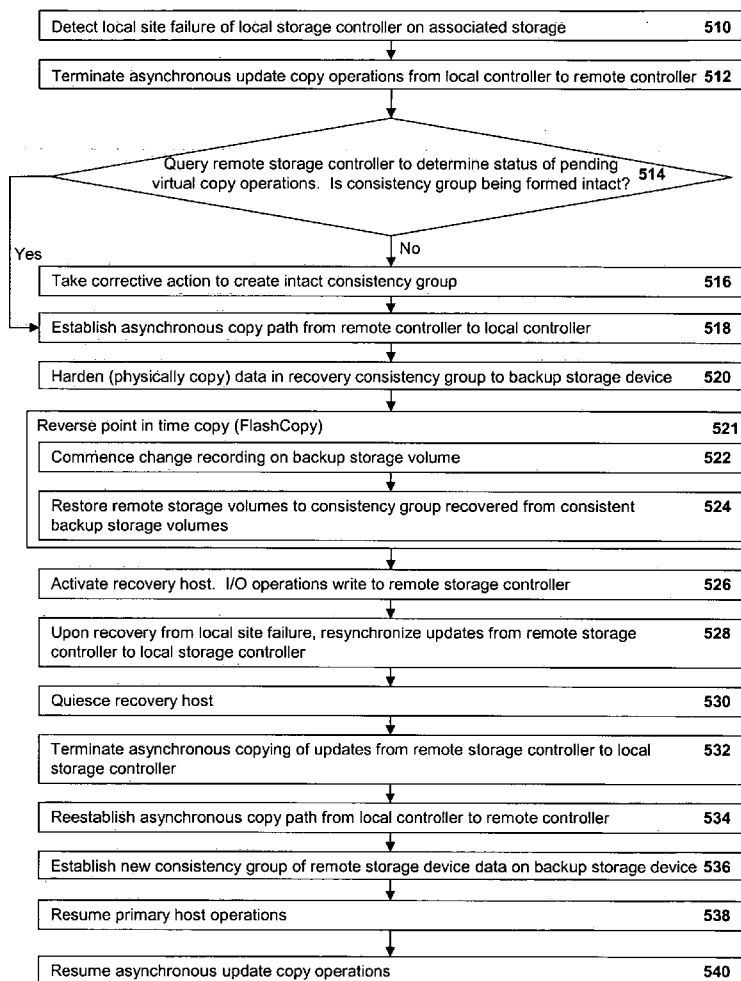 Detect local site failure of local storage controller on associated storage 510
Terminate asynchronous update copy operations from local controller to remote controller 512
Query remote storage controller to determine status of pending 514
virtual copy operations. Is consistency group being formed intact?
Yes
No
Take corrective action to create intact consistency group 516
Establish asynchronous copy path from remote controller to local controller 518
Harden (physically copy) data in recovery consistency group to backup storage device 520
Reverse point in time copy (FlashCopy) 521
Commence change recording on backup storage volume 522
Restore remote storage volumes to consistency group recovered from consistent 524
backup storage volumes
Activate recovery host. I/O operations write to remote storage controller 526
Upon recovery from local site failure, resynchronize updates from remote storage 528
controller to local storage controller
Quiesce recovery host 530
Terminate asynchronous copying of updates from remote storage controller to local 532
storage controller
Reestablish asynchronous copy path from local controller to remote controller 534
Establish new consistency group of remote storage device data on backup storage device 536
Resume primary host operations 538
Resume asynchronous update copy operations 540